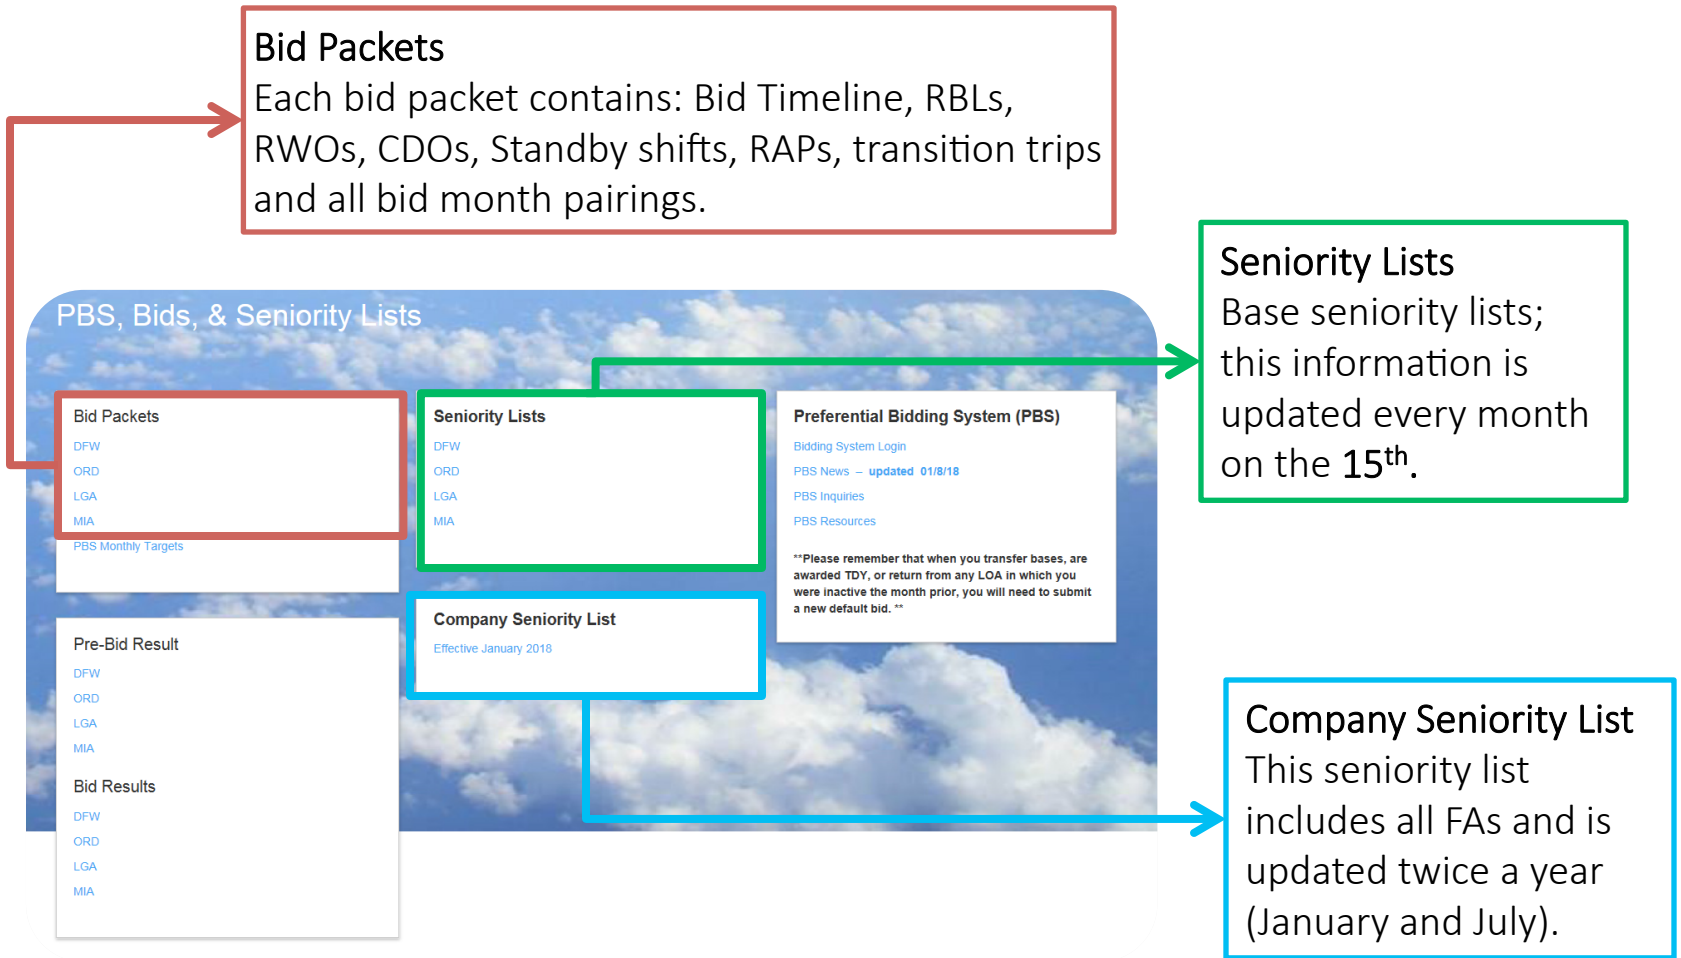 Bid Packets
Each bid packet contains: Bid Timeline, RBLs,
RWOs, CDOs, Standby shifts, RAPs, transition trips
and all bid month pairings.
Seniority Lists
Base seniority lists;
this information is
updated every month
on the 15th.
PBS, Bids, & Seniority Lists
Bid Packets
DFW
ORD
LGA
MIA
PBS Monthly Targets
Seniority Lists
DFW
ORD
LGA
MIA
Preferential Bidding System (PBS)
Bidding System Login
PBS News – updated 01/8/18
PBS Inquiries
PBS Resources
**Please remember that when you transfer bases, are
awarded TDY, or return from any LOA in which you
were inactive the month prior, you will need to submit
a new default bid. **
Company Seniority List
Effective January 2018
Pre-Bid Result
DFW
ORD
LGA
MIA
Bid Results
DFW
ORD
LGA
MIA
Company Seniority List
This seniority list
includes all FAs and is
updated twice a year
(January and July).